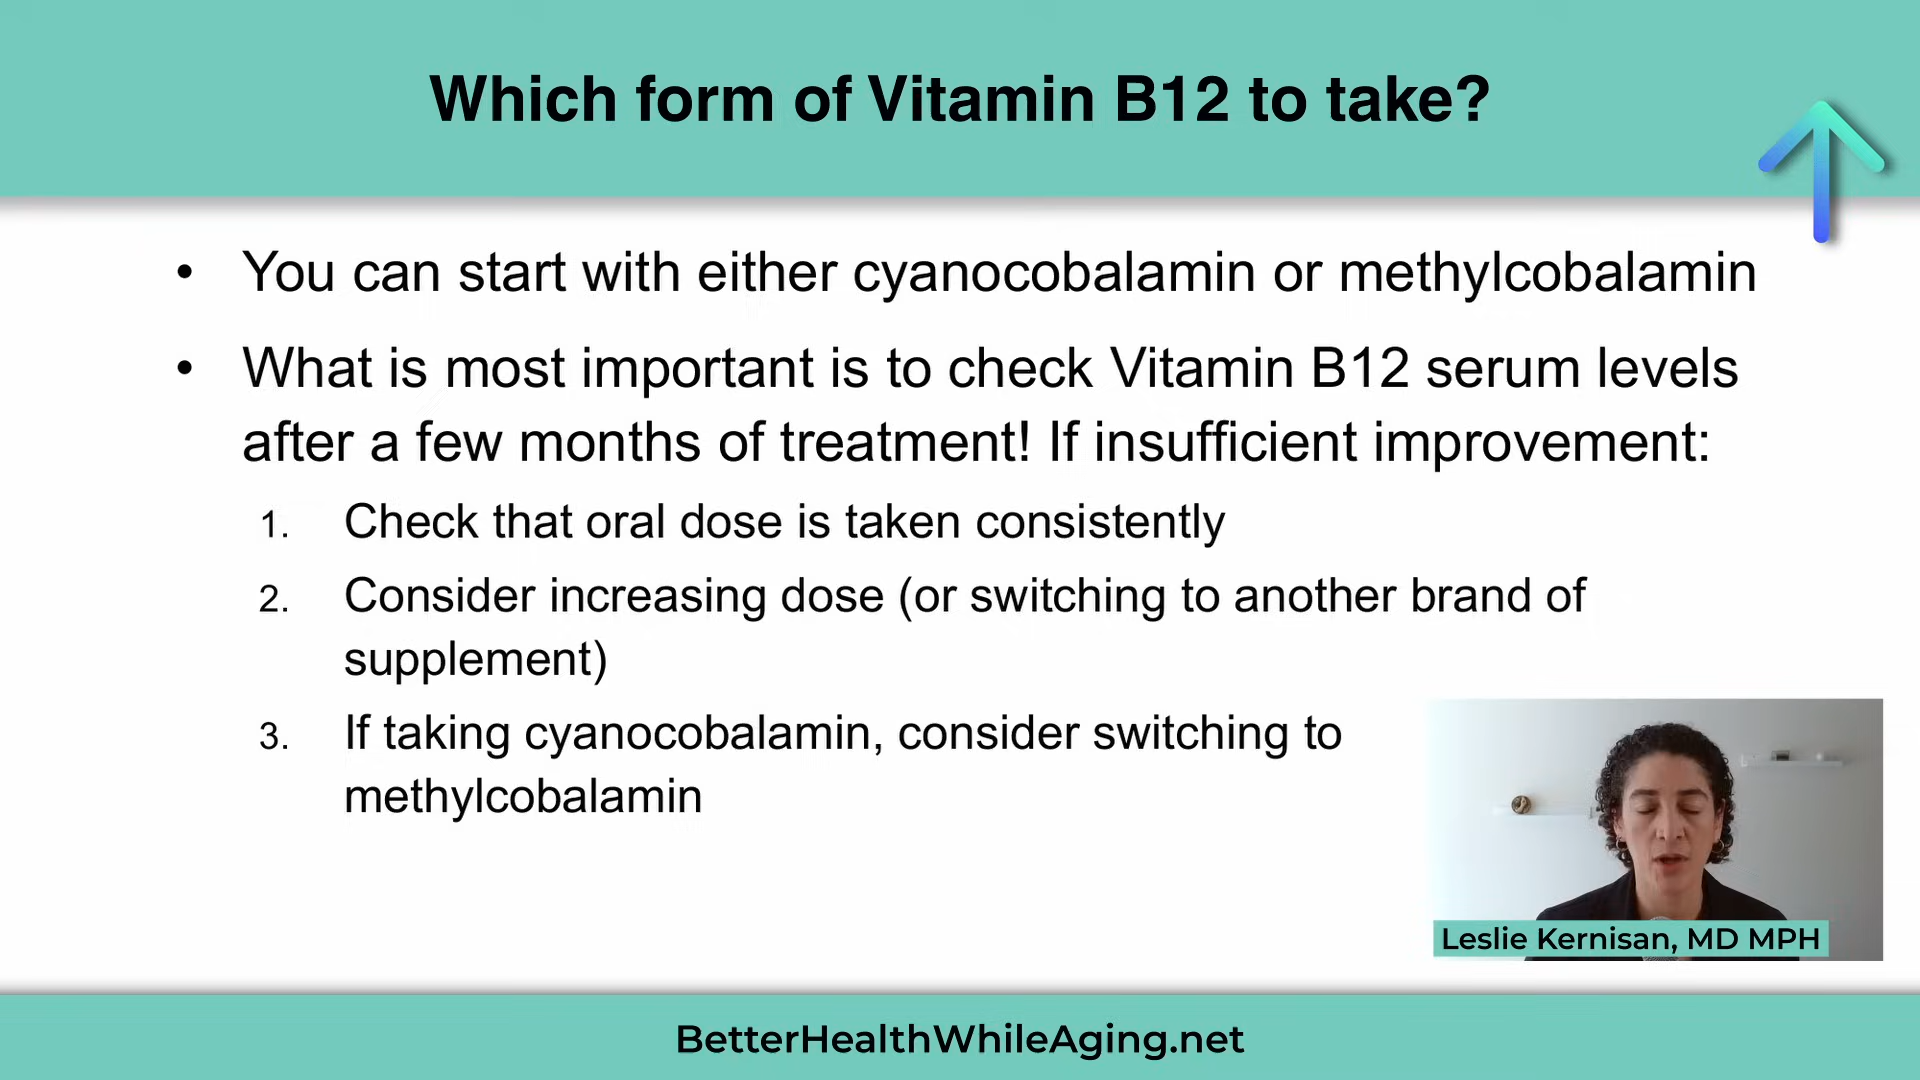 Which form of Vitamin B12 to take?
• You can start with either cyanocobalamin or methylcobalamin
• What is most important is to check Vitamin B12 serum levels
after a few months of treatment! If insufficient improvement:
1. Check that oral dose is taken consistently
2. Consider increasing dose (or switching to another brand of
supplement)
3. If taking cyanocobalamin, consider switching to
methylcobalamin
Leslie Kernisan, MD MPH
BetterHealthWhileAging.net